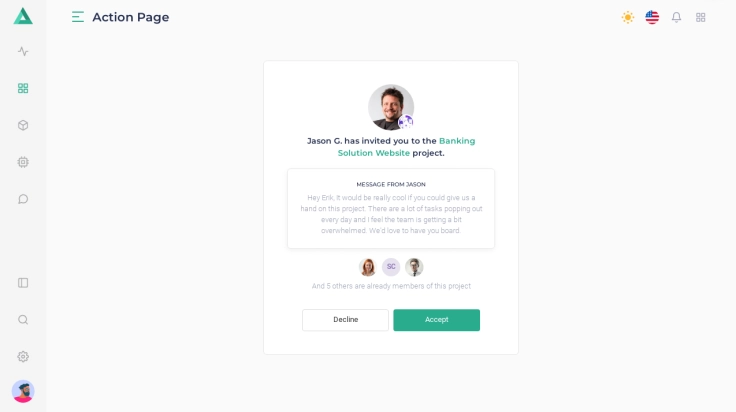 Action Page
Jason G. has invited you to the Banking
Solution Website project.
MESSAGE FROM JASON
Hey Erik, it would be really cool if you could give us a
hand on this project. There are a lot of tasks popping out
every day and I feel the team is getting a bit
overwhelmed. We'd love to have you board.
SC
And 5 others are already members of this project
Decline
Accept